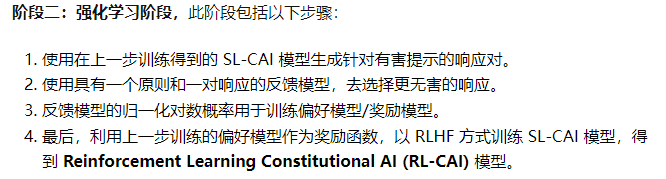 阶段二：强化学习阶段，此阶段包括以下步骤：
1. 使用在上一步训练得到的 SL-CAI 模型生成针对有害提示的响应对。
2. 使用具有一个原则和一对响应的反馈模型，去选择更无害的响应。
3. 反馈模型的归一化对数概率用于训练偏好模型/奖励模型。
4. 最后，利用上一步训练的偏好模型作为奖励函数，以 RLHF 方式训练 SL-CAI 模型，得
到 Reinforcement Learning Constitutional AI (RL-CAI) 模型。